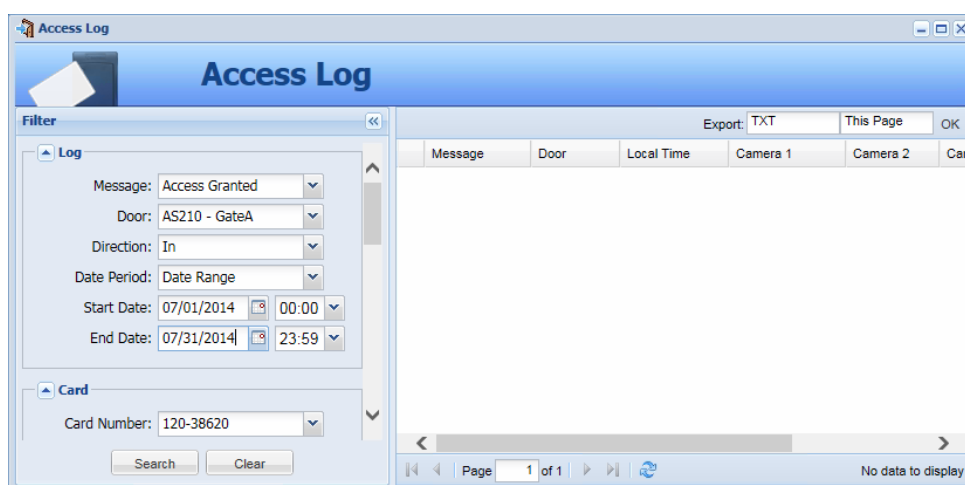 Access Log
Access Log
Filter
Log
Message: Access Granted
Door: AS210 - GateA
Direction: In
Date Period: Date Range
Start Date: 07/01/2014 00:00
End Date: 07/31/2014 23:59
Card
Card Number: 120-38620
Search Clear
Export: TXT This Page OK
Message Door Local Time Camera 1 Camera 2 Car
Page 1 of 1 No data to display